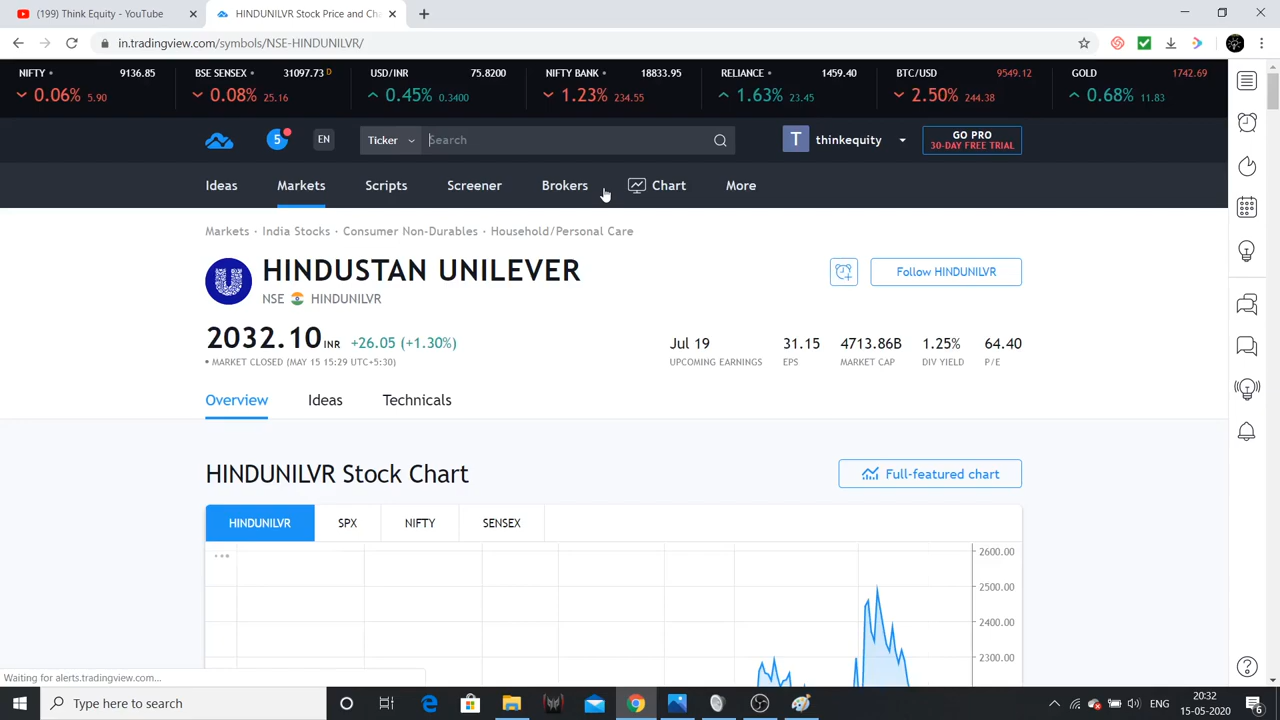 (199) Think Equity - YouTube
HINDUNILVR Stock Price and Cha
in.tradingview.com/symbols/NSE-HINDUNILVR/
NIFTY 9136.85
0.06% 5.90
BSE SENSEX 31097.73 D
0.08% 25.16
USD/INR 75.8200
0.45% 0.3400
NIFTY BANK 18833.95
1.23% 234.55
RELIANCE 1459.40
1.63% 23.45
BTC/USD 9549.12
2.50% 244.38
GOLD 1742.69
0.68% 11.83
5
EN
Ticker
Search
T
thinkequity
GO PRO
30-DAY FREE TRIAL
Ideas
Markets
Scripts
Screener
Brokers
Chart
More
Markets · India Stocks · Consumer Non-Durables · Household/Personal Care
HINDUSTAN UNILEVER
NSE HINDUNILVR
Follow HINDUNILVR
2032.10 INR +26.05 (+1.30%)
• MARKET CLOSED (MAY 15 15:29 UTC+5:30)
Jul 19 31.15 4713.86B 1.25% 64.40
UPCOMING EARNINGS EPS MARKET CAP DIV YIELD P/E
Overview
Ideas
Technicals
HINDUNILVR Stock Chart
Full-featured chart
HINDUNILVR
SPX
NIFTY
SENSEX
2600.00
2500.00
2400.00
2300.00
Waiting for alerts.tradingview.com...
Type here to search
ENG
20:32
15-05-2020
6